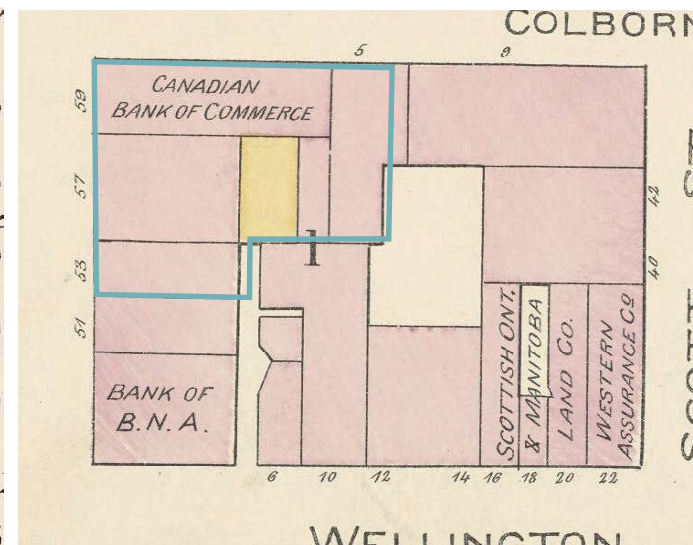 COLBORN
5 9
CANADIAN
BANK OF COMMERCE
59
57
53
51
1
42
40
BANK OF
B.N.A.
SCOTTISH ONT.
& MANITOBA
LAND CO.
WESTERN
ASSURANCE CO
6 10 12 14 16 18 20 22
WELLINGTON